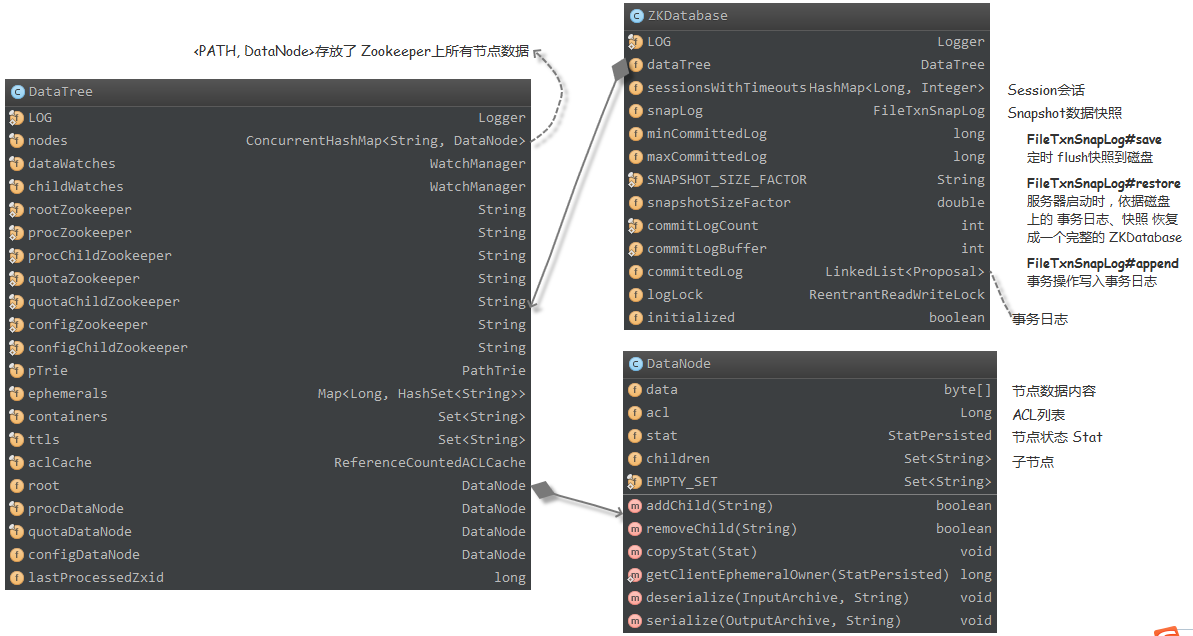 <PATH, DataNode>存放了 Zookeeper上所有节点数据
DataTree
LOG Logger
nodes ConcurrentHashMap<String, DataNode>
dataWatches WatchManager
childWatches WatchManager
rootZookeeper String
procZookeeper String
procChildZookeeper String
quotaZookeeper String
quotaChildZookeeper String
configZookeeper String
configChildZookeeper String
pTrie PathTrie
ephemerals Map<Long, HashSet<String>>
containers Set<String>
ttls Set<String>
aclCache ReferenceCountedACLCache
root DataNode
procDataNode DataNode
quotaDataNode DataNode
configDataNode DataNode
lastProcessedZxid long
ZKDatabase
LOG Logger
dataTree DataTree
sessionsWithTimeouts HashMap<Long, Integer>
snapLog FileTxnSnapLog
minCommittedLog long
maxCommittedLog long
SNAPSHOT_SIZE_FACTOR String
snapshotSizeFactor double
commitLogCount int
commitLogBuffer int
committedLog LinkedList<Proposal>
logLock ReentrantReadWriteLock
initialized boolean
Session会话
Snapshot数据快照
FileTxnSnapLog#save
定时 flush快照到磁盘
FileTxnSnapLog#restore
服务器启动时，依据磁盘
上的 事务日志、快照 恢复
成一个完整的 ZKDatabase
FileTxnSnapLog#append
事务操作写入事务日志
事务日志
DataNode
data byte[]
acl Long
stat StatPersisted
children Set<String>
EMPTY_SET Set<String>
addChild(String) boolean
removeChild(String) boolean
copyStat(Stat) void
getClientEphemeralOwner(StatPersisted) long
deserialize(InputArchive, String) void
serialize(OutputArchive, String) void
节点数据内容
ACL列表
节点状态 Stat
子节点